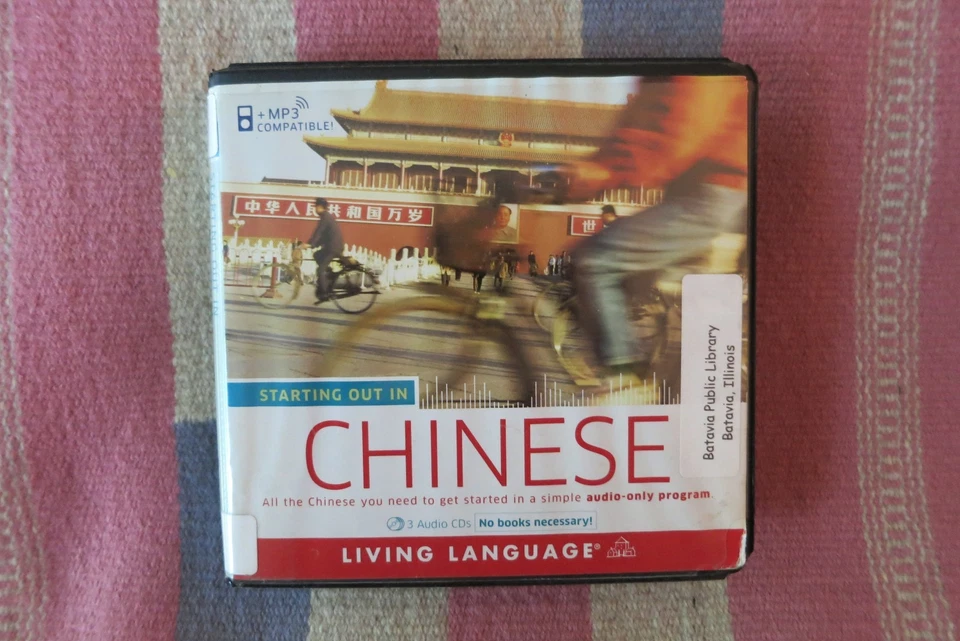 + MP3
COMPATIBLE!
中华人民共和国万岁
世
STARTING OUT IN
CHINESE
All the Chinese you need to get started in a simple audio-only program.
3 Audio CDs No books necessary!
LIVING LANGUAGE®
Batavia Public Library
Batavia, Illinois